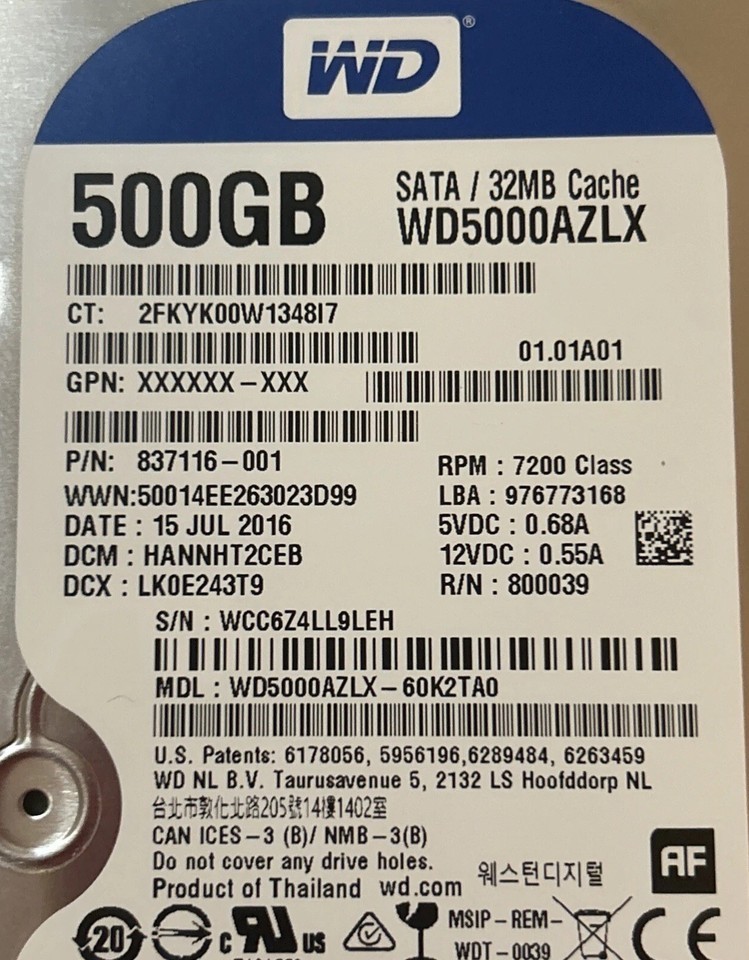 WD®
500GB
SATA / 32MB Cache
WD5000AZLX
CT: 2FKYK00W1348I7
01.01A01
GPN: XXXXXX-XXX
P/N: 837116-001
RPM : 7200 Class
WWN:50014EE263023D99
LBA : 976773168
DATE : 15 JUL 2016
5VDC : 0.68A
DCM : HANNHT2CEB
12VDC : 0.55A
DCX : LK0E243T9
R/N : 800039
S/N : WCC6Z4LL9LEH
MDL : WD5000AZLX-60K2TA0
U.S. Patents: 6178056, 5956196,6289484, 6263459
WD NL B.V. Taurusavenue 5, 2132 LS Hoofddorp NL
台北市敦化北路205號14樓1402室
CAN ICES-3 (B)/ NMB-3(B)
Do not cover any drive holes.
Product of Thailand wd.com 웨스턴디지털
AF
20
c UL US
MSIP-REM-
WDT-0039
CE